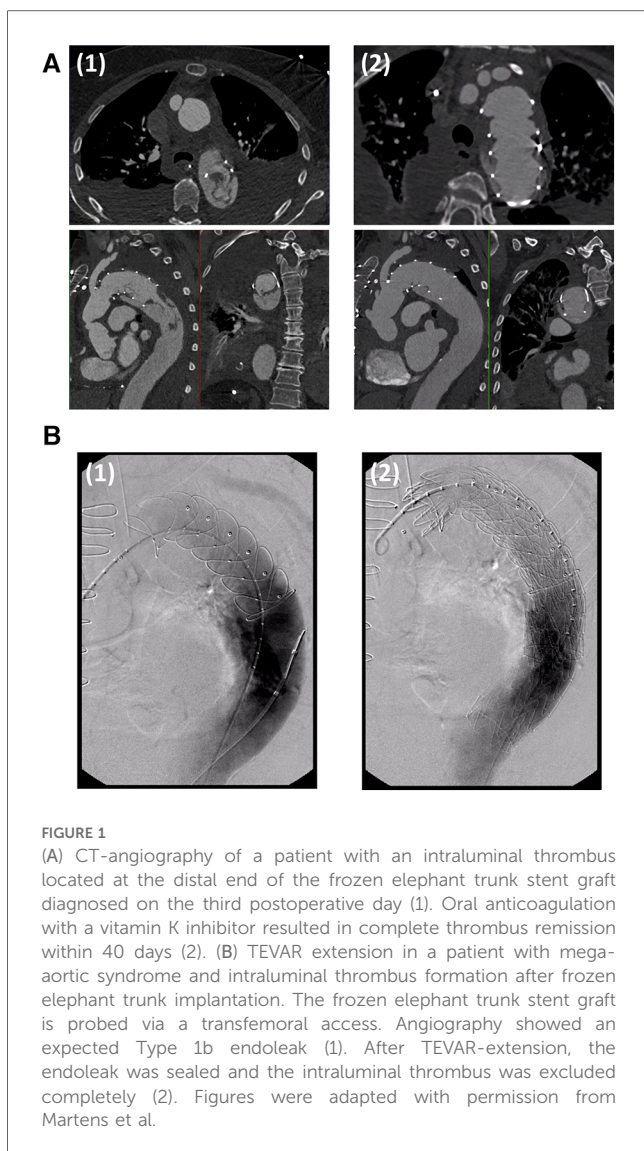 A
(1)
(2)
B
(1)
(2)
FIGURE 1
(A) CT-angiography of a patient with an intraluminal thrombus
located at the distal end of the frozen elephant trunk stent graft
diagnosed on the third postoperative day (1). Oral anticoagulation
with a vitamin K inhibitor resulted in complete thrombus remission
within 40 days (2). (B) TEVAR extension in a patient with mega-
aortic syndrome and intraluminal thrombus formation after frozen
elephant trunk implantation. The frozen elephant trunk stent graft
is probed via a transfemoral access. Angiography showed an
expected Type 1b endoleak (1). After TEVAR-extension, the
endoleak was sealed and the intraluminal thrombus was excluded
completely (2). Figures were adapted with permission from
Martens et al.